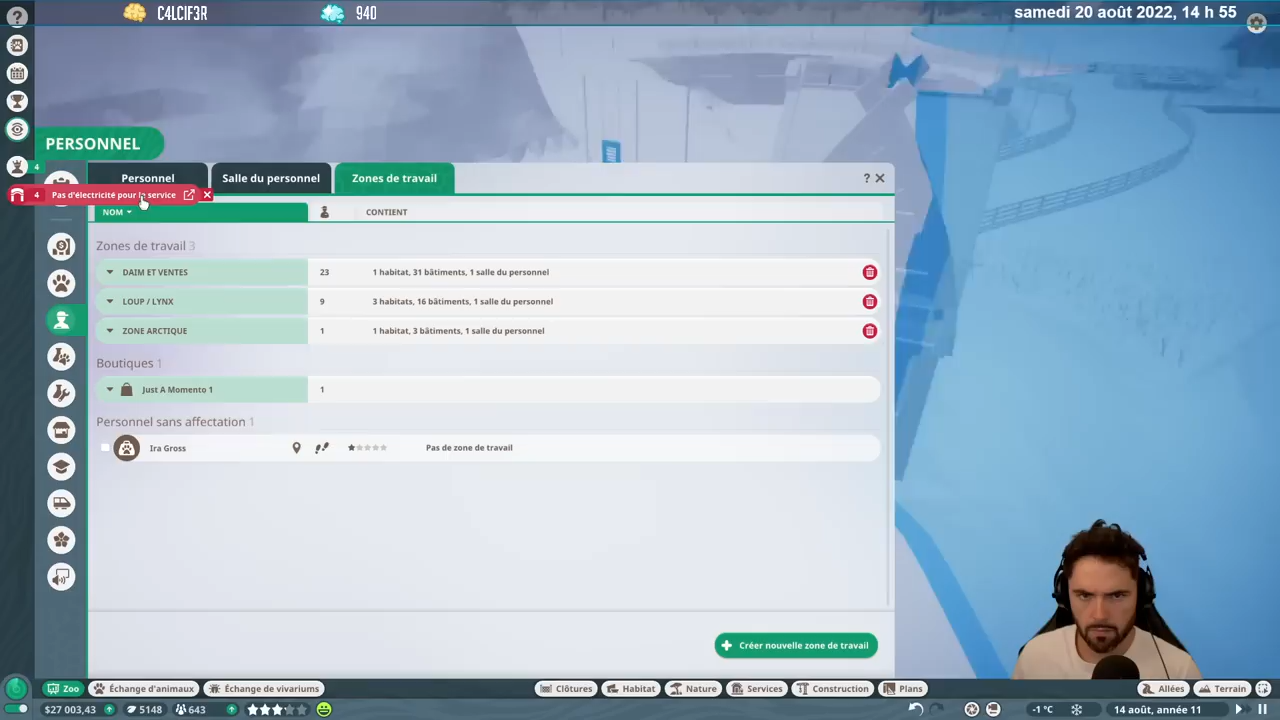 C4LCIF3R
940
samedi 20 août 2022, 14 h 55
PERSONNEL
4
4 Pas d'électricité pour le service
Personnel
Salle du personnel
Zones de travail
?
NOM
CONTIENT
Zones de travail 3
DAIM ET VENTES 23 1 habitat, 31 bâtiments, 1 salle du personnel
LOUP / LYNX 9 3 habitats, 16 bâtiments, 1 salle du personnel
ZONE ARCTIQUE 1 1 habitat, 3 bâtiments, 1 salle du personnel
Boutiques 1
Just A Momento 1 1
Personnel sans affectation 1
Ira Gross Pas de zone de travail
Créer nouvelle zone de travail
Zoo
Échange d'animaux
Échange de vivariums
Clôtures
Habitat
Nature
Services
Construction
Plans
Allées
Terrain
$27 003,43
5148
643
-1 °C
14 août, année 11